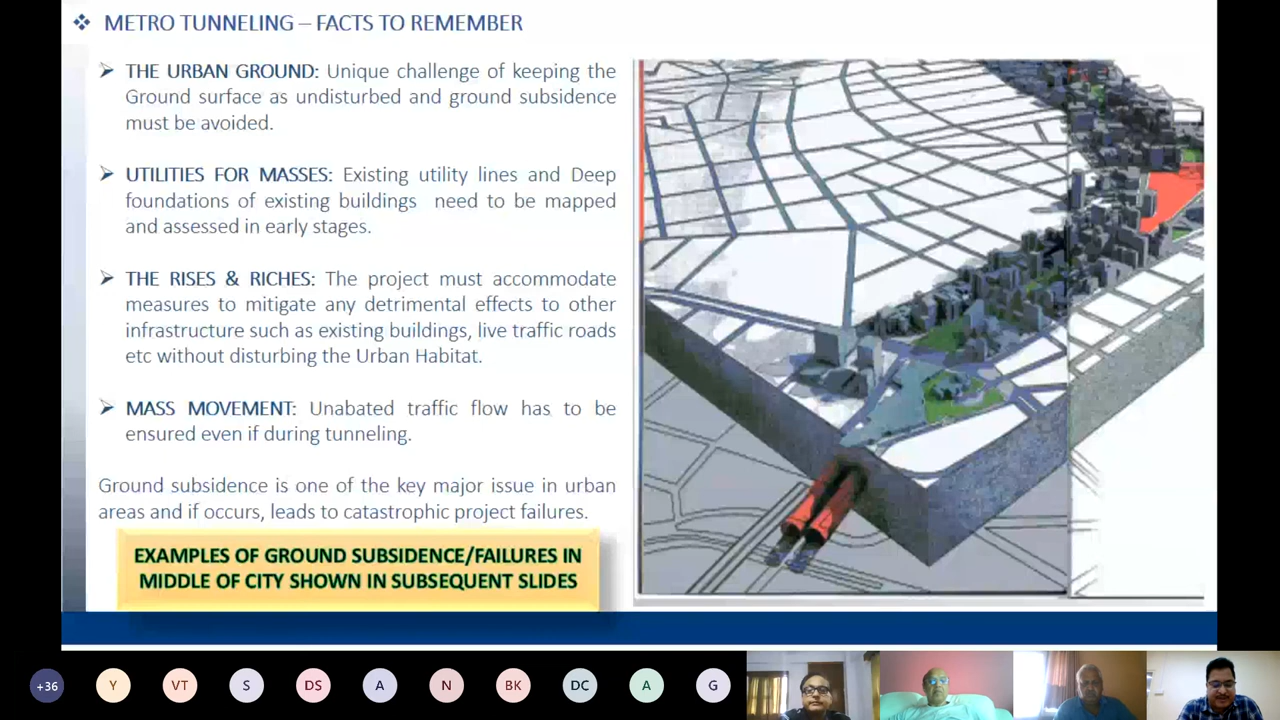 METRO TUNNELING – FACTS TO REMEMBER
THE URBAN GROUND: Unique challenge of keeping the
Ground surface as undisturbed and ground subsidence
must be avoided.
UTILITIES FOR MASSES: Existing utility lines and Deep
foundations of existing buildings need to be mapped
and assessed in early stages.
THE RISES & RICHES: The project must accommodate
measures to mitigate any detrimental effects to other
infrastructure such as existing buildings, live traffic roads
etc without disturbing the Urban Habitat.
MASS MOVEMENT: Unabated traffic flow has to be
ensured even if during tunneling.
Ground subsidence is one of the key major issue in urban
areas and if occurs, leads to catastrophic project failures.
EXAMPLES OF GROUND SUBSIDENCE/FAILURES IN
MIDDLE OF CITY SHOWN IN SUBSEQUENT SLIDES
+36 Y VT S DS A N BK DC A G